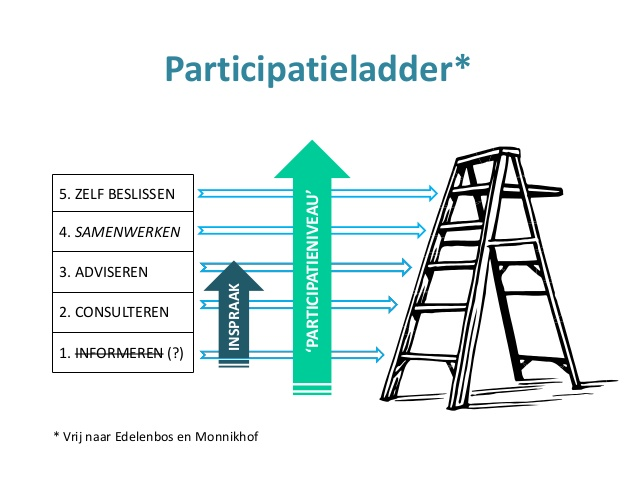 Participatieladder*
5. ZELF BESLISSEN
4. SAMENWERKEN
3. ADVISEREN
2. CONSULTEREN
1. INFORMEREN (?)
INSPRAAK
‘PARTICIPATIENIVEAU’
* Vrij naar Edelenbos en Monnikhof